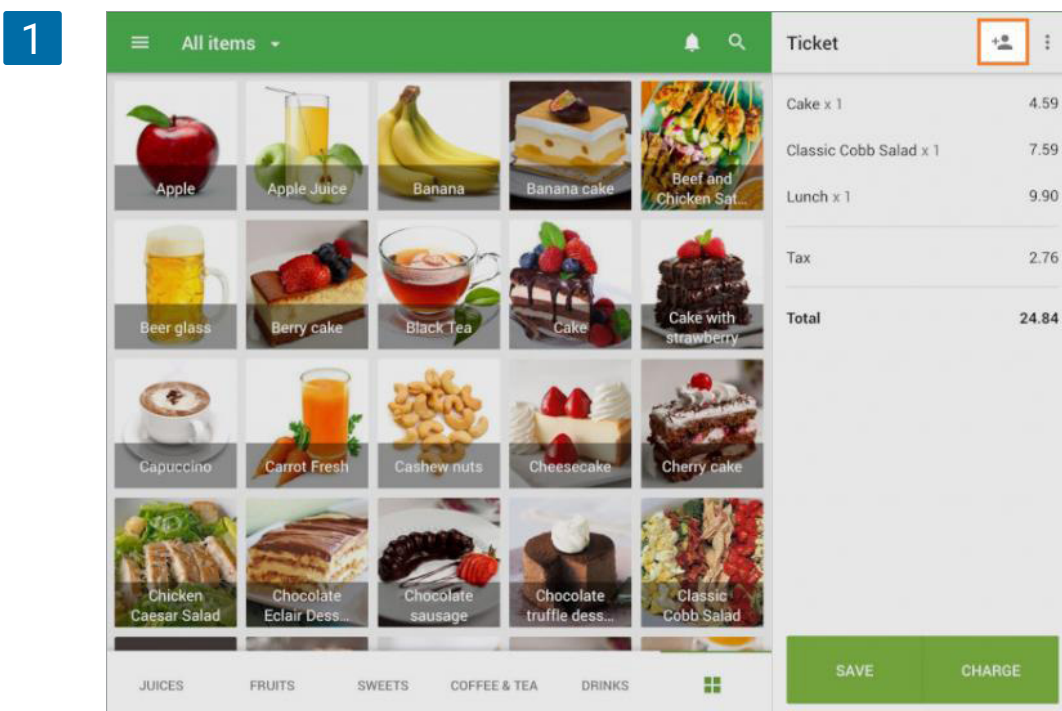 1
All items
Ticket
Apple
Apple Juice
Banana
Banana cake
Beef and
Chicken Sat...
Beer glass
Berry cake
Black Tea
Cake
Cake with
strawberry
Capuccino
Carrot Fresh
Cashew nuts
Cheesecake
Cherry cake
Chicken
Caesar Salad
Chocolate
Eclair Dess...
Chocolate
sausage
Chocolate
truffle dess...
Classic
Cobb Salad
JUICES
FRUITS
SWEETS
COFFEE & TEA
DRINKS
Cake x 1 4.59
Classic Cobb Salad x 1 7.59
Lunch x 1 9.90
Tax 2.76
Total 24.84
SAVE
CHARGE